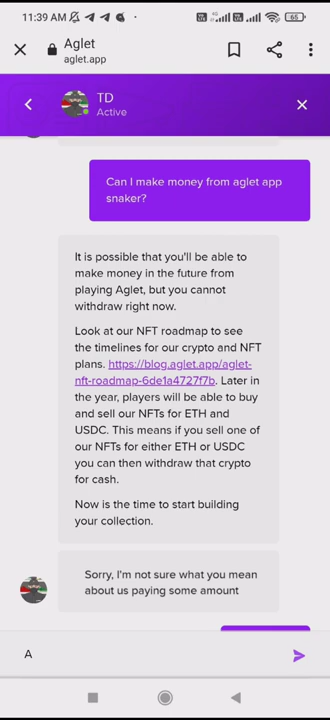 11:39 AM
65
Aglet
aglet.app
TD
Active
Can I make money from aglet app
snaker?
It is possible that you'll be able to
make money in the future from
playing Aglet, but you cannot
withdraw right now.
Look at our NFT roadmap to see
the timelines for our crypto and NFT
plans. https://blog.aglet.app/aglet-
nft-roadmap-6de1a4727f7b. Later in
the year, players will be able to buy
and sell our NFTs for ETH and
USDC. This means if you sell one of
our NFTs for either ETH or USDC
you can then withdraw that crypto
for cash.
Now is the time to start building
your collection.
Sorry, I'm not sure what you mean
about us paying some amount
A